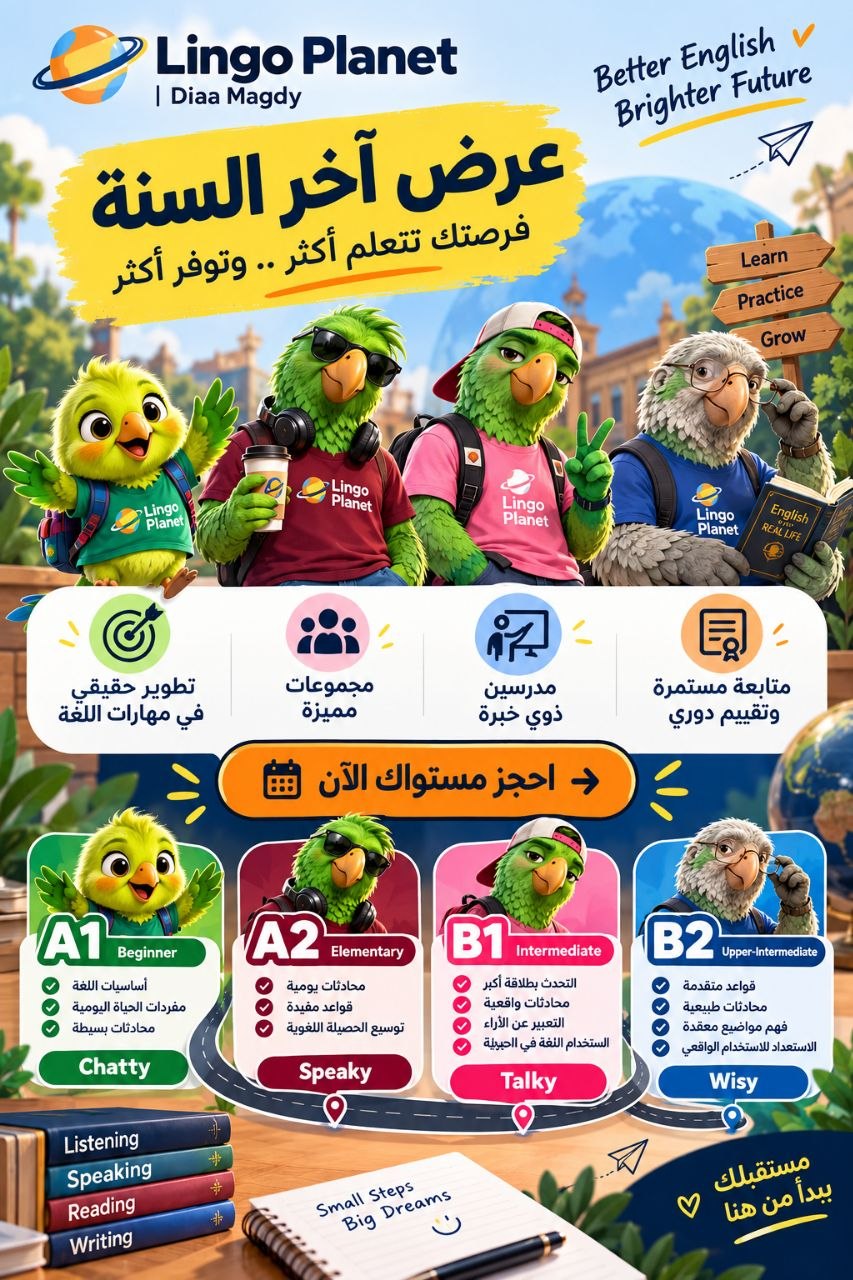 Lingo Planet
| Diaa Magdy
Better English
Brighter Future
عرض آخر السنة
فرصتك تتعلم أكثر .. وتوفر أكثر
Learn
Practice
Grow
Lingo
Planet
Lingo
Planet
Lingo
Planet
Lingo
Planet
English
REAL LIFE
تطوير حقيقي
في مهارات اللغة
مجموعات
مميزة
مدرسين
ذوي خبرة
متابعة مستمرة
وتقييم دوري
احجز مستواك الآن
A1 Beginner
أساسيات اللغة
مفردات الحياة اليومية
محادثات بسيطة
Chatty
A2 Elementary
محادثات يومية
قواعد مفيدة
توسيع الحصيلة اللغوية
Speaky
B1 Intermediate
التحدث بطلاقة أكبر
محادثات واقعية
التعبير عن الأراء
استخدام اللغة في
Talky
B2 Upper-Intermediate
قواعد متقدمة
محادثات طبيعية
فهم مواضيع معقدة
الاستعداد للاستخدام الواقعي
Wisy
Listening
Speaking
Reading
Writing
Small Steps
Big Dreams
مستقبلك
يبدأ من هنا